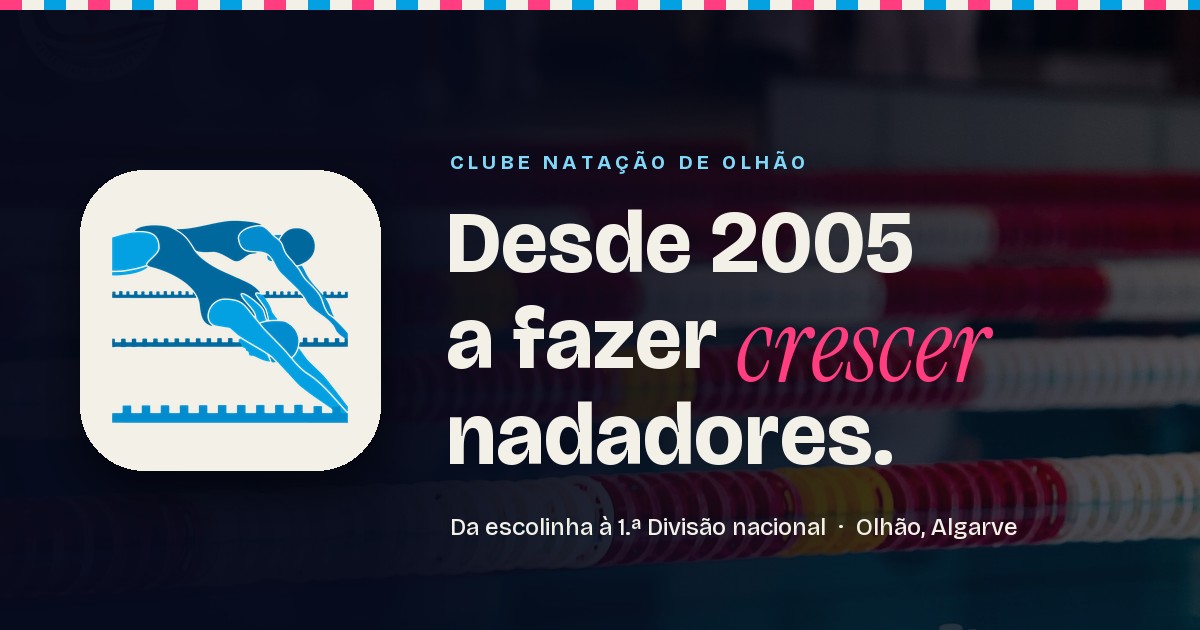 CLUBE NATAÇÃO DE OLHÃO
Desde 2005
a fazer crescer
nadadores.
Da escolinha à 1.ª Divisão nacional · Olhão, Algarve